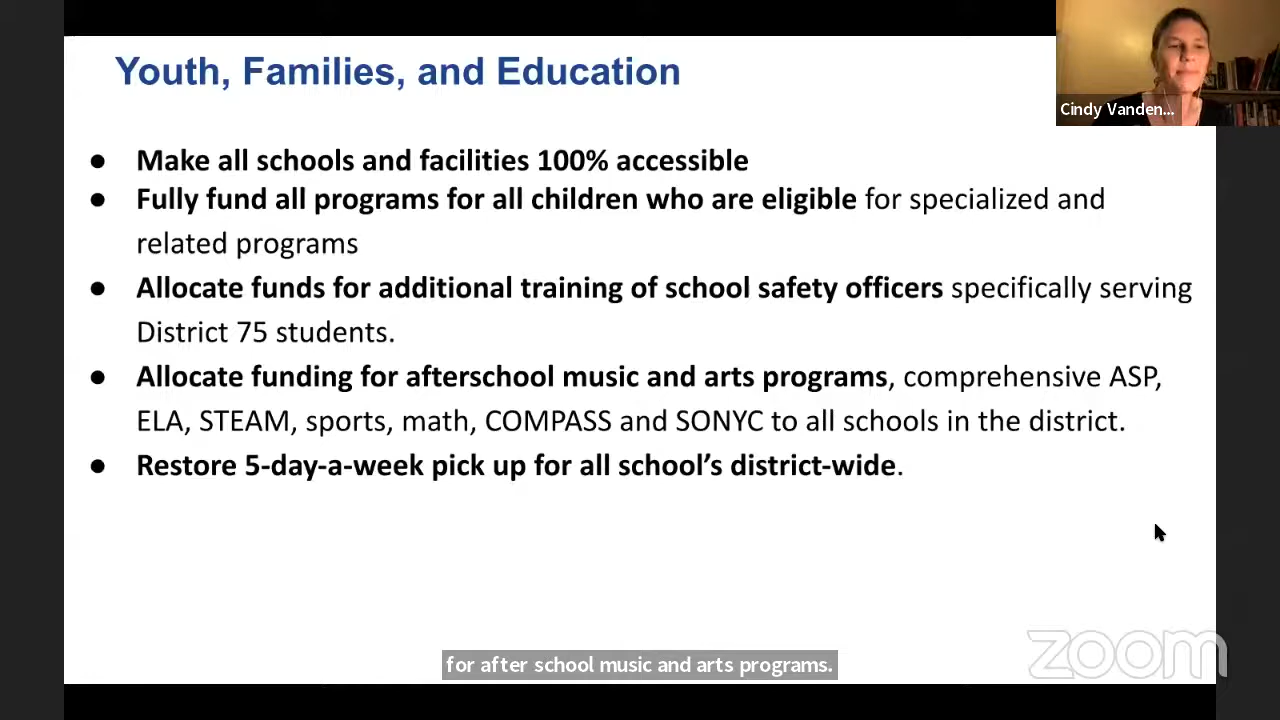 Youth, Families, and Education
Cindy Vanden...
● Make all schools and facilities 100% accessible
● Fully fund all programs for all children who are eligible for specialized and
related programs
● Allocate funds for additional training of school safety officers specifically serving
District 75 students.
● Allocate funding for afterschool music and arts programs, comprehensive ASP,
ELA, STEAM, sports, math, COMPASS and SONYC to all schools in the district.
● Restore 5-day-a-week pick up for all school’s district-wide.
for after school music and arts programs.
zoom